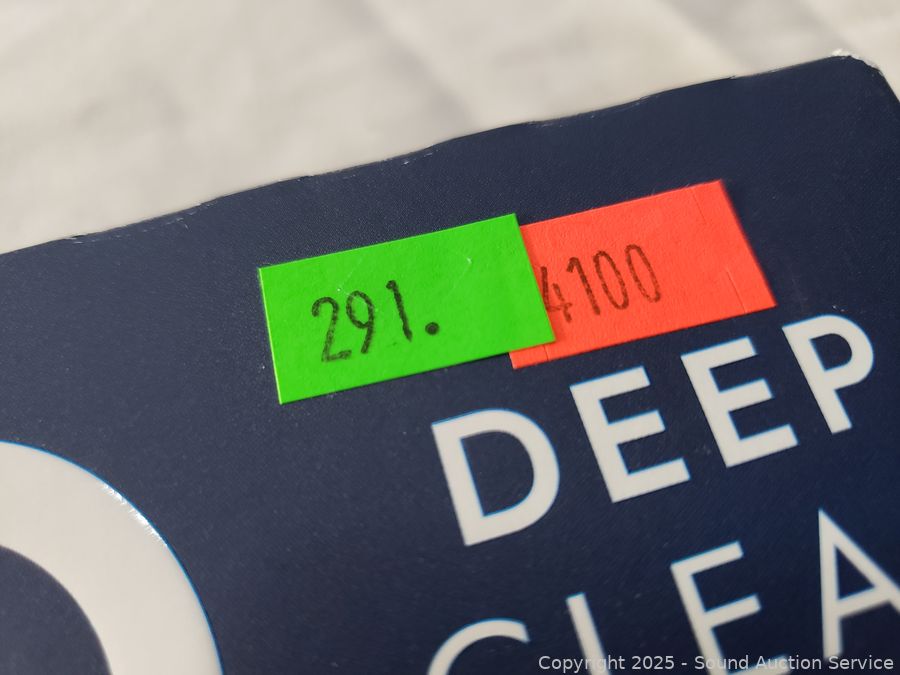 291.
4100
DEEP
CLEA
Copyright 2025 - Sound Auction Service